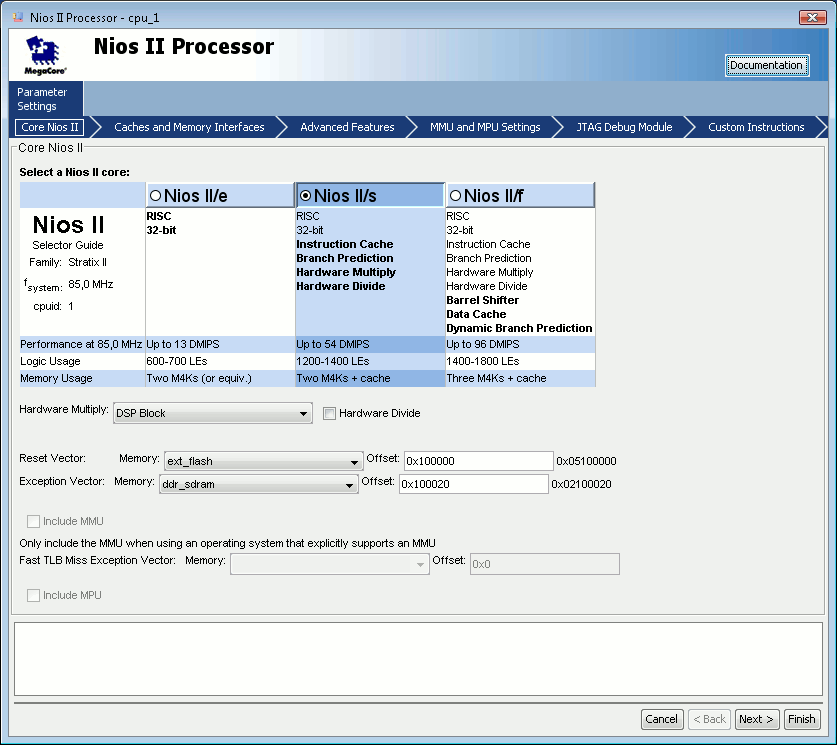 Nios II Processor - cpu_1
MegaCore®
Nios II Processor
Documentation
Parameter
Settings
Core Nios II
Caches and Memory Interfaces
Advanced Features
MMU and MPU Settings
JTAG Debug Module
Custom Instructions
Core Nios II
Select a Nios II core:
Nios II/e
Nios II/s
Nios II/f
Nios II
Selector Guide
Family: Stratix II
fsystem: 85,0 MHz
cpuid: 1
RISC
32-bit
RISC
32-bit
Instruction Cache
Branch Prediction
Hardware Multiply
Hardware Divide
RISC
32-bit
Instruction Cache
Branch Prediction
Hardware Multiply
Hardware Divide
Barrel Shifter
Data Cache
Dynamic Branch Prediction
Performance at 85,0 MHz Up to 13 DMIPS Up to 54 DMIPS Up to 96 DMIPS
Logic Usage 600-700 LEs 1200-1400 LEs 1400-1800 LEs
Memory Usage Two M4Ks (or equiv.) Two M4Ks + cache Three M4Ks + cache
Hardware Multiply: DSP Block Hardware Divide
Reset Vector: Memory: ext_flash Offset: 0x100000 0x05100000
Exception Vector: Memory: ddr_sdram Offset: 0x100020 0x02100020
Include MMU
Only include the MMU when using an operating system that explicitly supports an MMU
Fast TLB Miss Exception Vector: Memory: Offset: 0x0
Include MPU
Cancel < Back Next > Finish